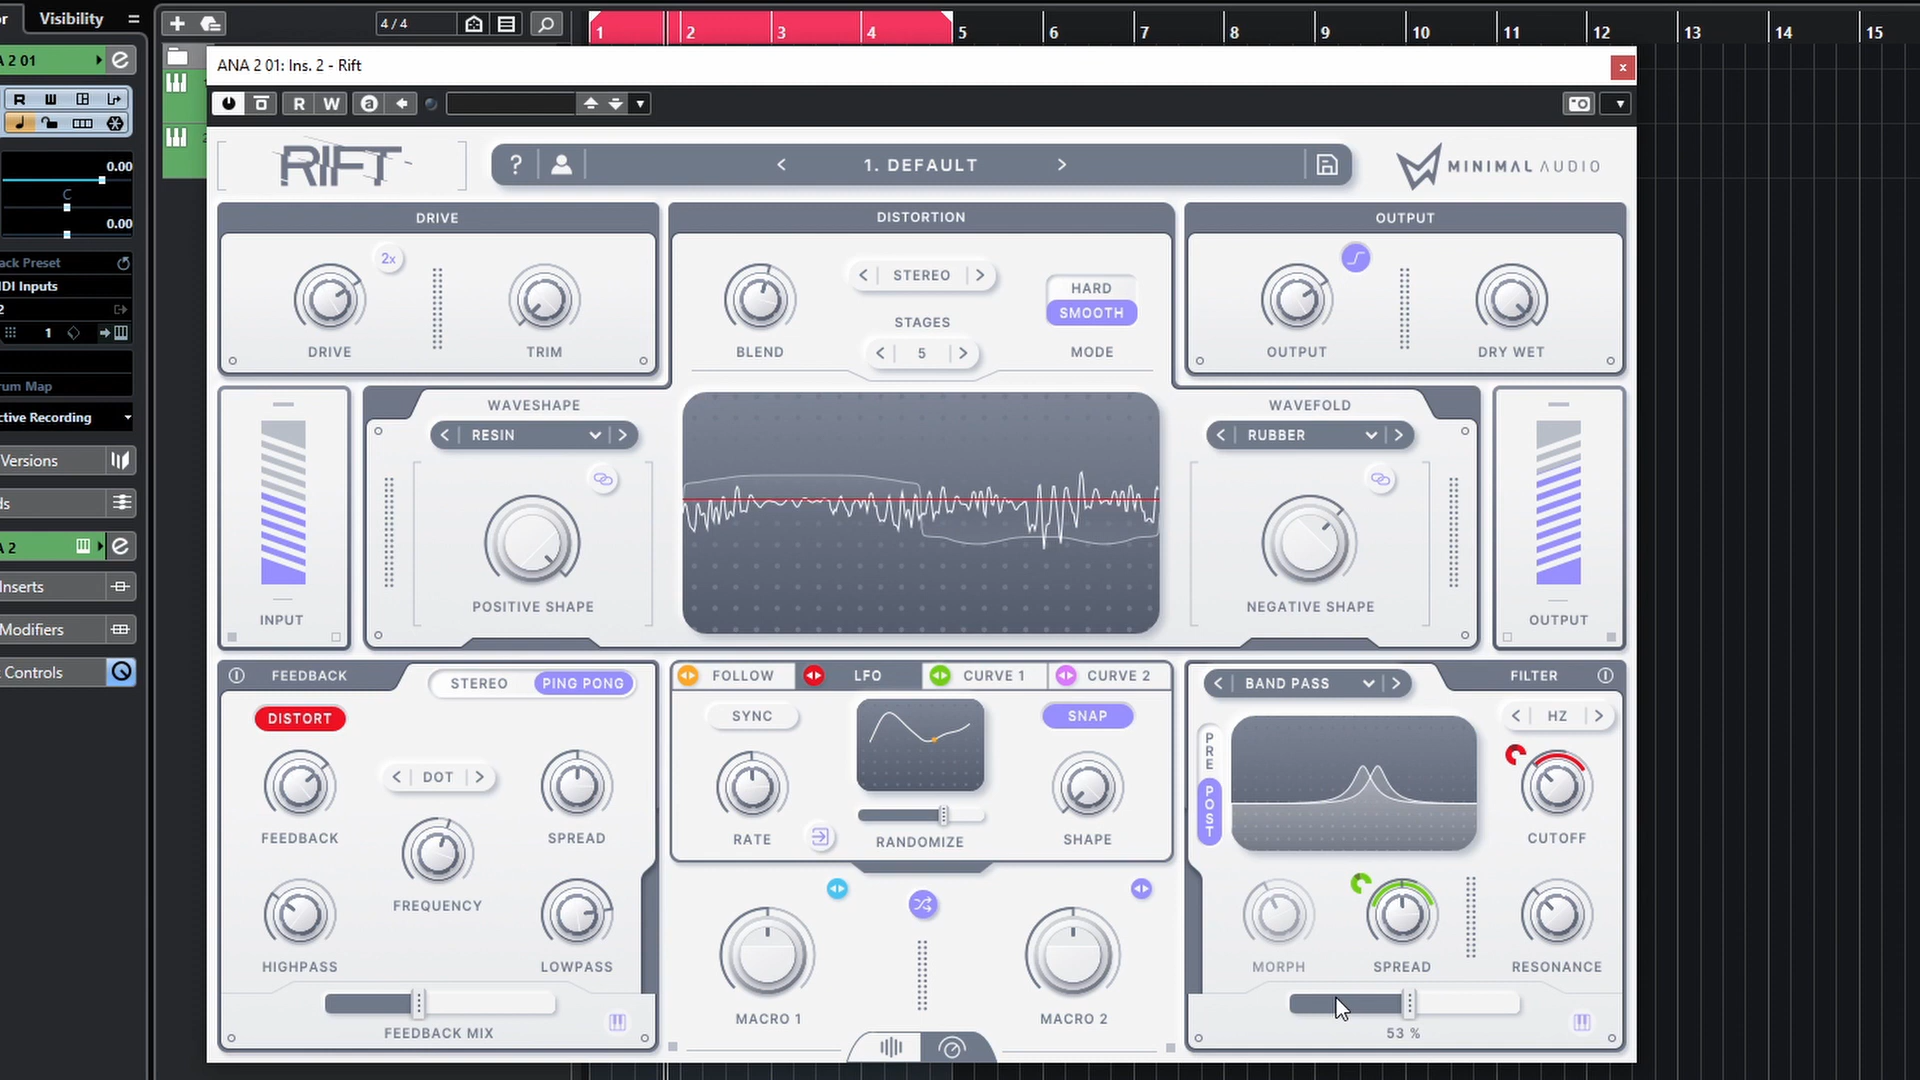 or
Visibility
4 / 4
1 2 3 4 5 6 7 8 9 10 11 12 13 14 15
A 2 01
ANA 2 01: Ins. 2 - Rift
x
R W
R W a
RIFT
?
1. DEFAULT
MINIMAL AUDIO
0.00
C
0.00
ack Preset
IDI Inputs
2
1
rum Map
ctive Recording
Versions
ds
A 2
Inserts
Modifiers
Controls
DRIVE
2x
DRIVE
TRIM
DISTORTION
STEREO
HARD
SMOOTH
STAGES
5
BLEND
MODE
OUTPUT
OUTPUT
DRY WET
INPUT
WAVESHAPE
RESIN
POSITIVE SHAPE
WAVEFOLD
RUBBER
NEGATIVE SHAPE
OUTPUT
FEEDBACK
STEREO
PING PONG
DISTORT
DOT
FEEDBACK
SPREAD
FREQUENCY
HIGHPASS
LOWPASS
FEEDBACK MIX
FOLLOW
LFO
CURVE 1
CURVE 2
SYNC
SNAP
RATE
RANDOMIZE
SHAPE
MACRO 1
MACRO 2
BAND PASS
FILTER
HZ
PRE
POST
CUTOFF
MORPH
SPREAD
RESONANCE
53 %